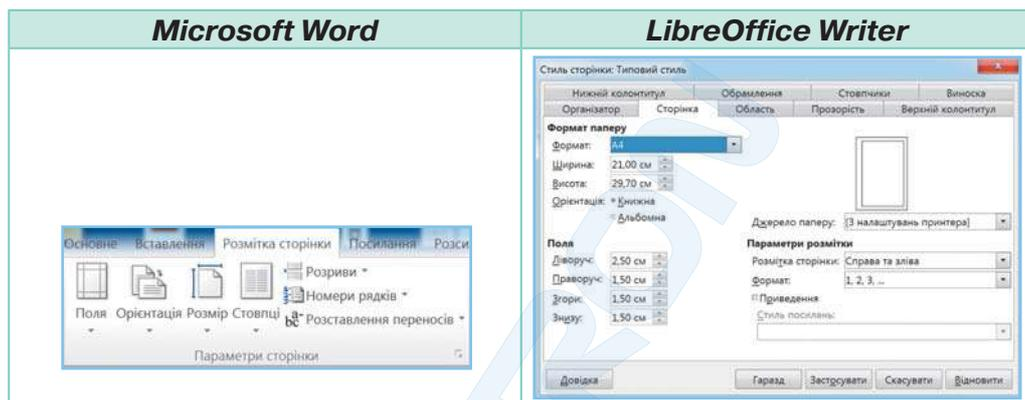 Microsoft Word
LibreOffice Writer
Основне Вставлення Розмітка сторінки Посилання Розси
Поля Орієнтація Розмір Стовпці
Розриви
Номери рядків
Розставлення переносів
Параметри сторінки
Стиль сторінки: Типовий стиль
Нижній колонтитул Обрамлення Стовпчики Виноска
Організатор Сторінка Область Прозорість Верхній колонтитул
Формат паперу
Формат: A4
Ширина: 21,00 см
Висота: 29,70 см
Орієнтація: Книжна
Альбомна
Джерело паперу: [З налаштувань принтера]
Поля
Ліворуч: 2,50 см
Праворуч: 1,50 см
Згори: 1,50 см
Знизу: 1,50 см
Параметри розмітки
Розмітка сторінки: Справа та зліва
Формат: 1, 2, 3, ...
Приведення
Стиль посилань:
Довідка Гаразд Застосувати Скасувати Відновити